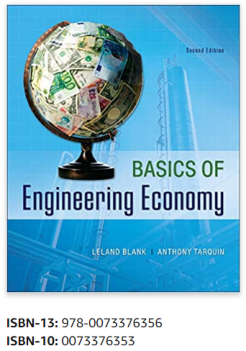 Second Edition
BASICS OF
Engineering Economy
LELAND BLANK | ANTHONY TARQUIN
ISBN-13: 978-0073376356
ISBN-10: 0073376353